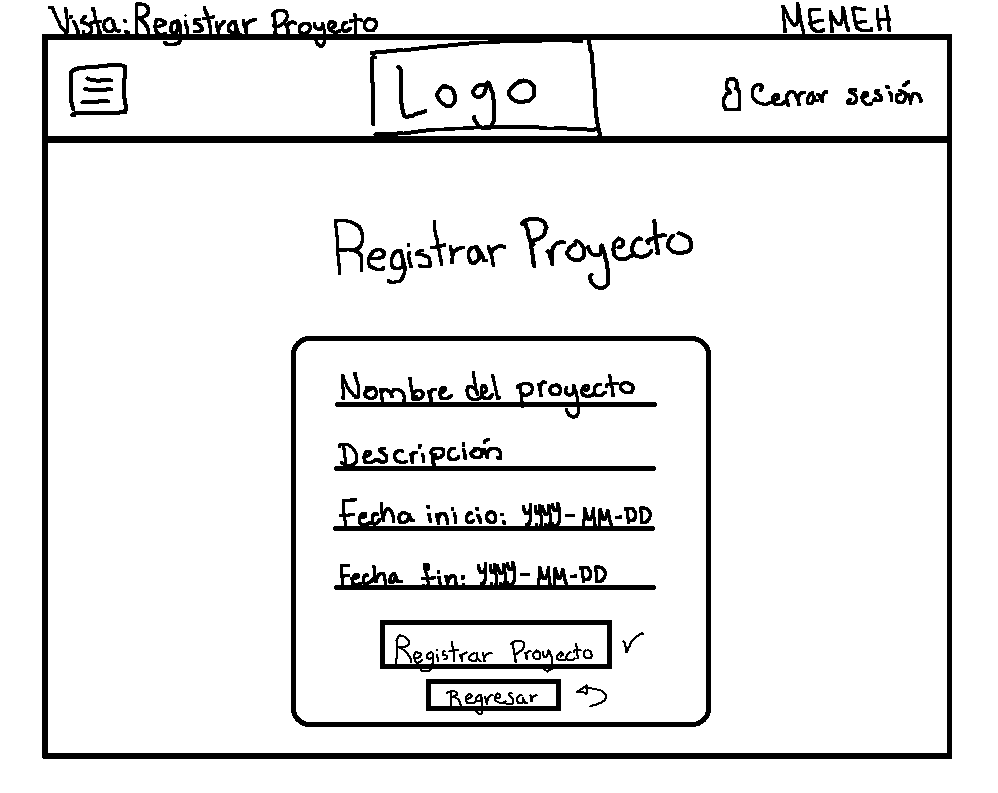 Vista: Registrar Proyecto
MEMEH
Logo
Cerrar sesión
Registrar Proyecto
Nombre del proyecto
Descripción
Fecha inicio: YYYY-MM-DD
Fecha fin: YYYY-MM-DD
Registrar Proyecto
Regresar